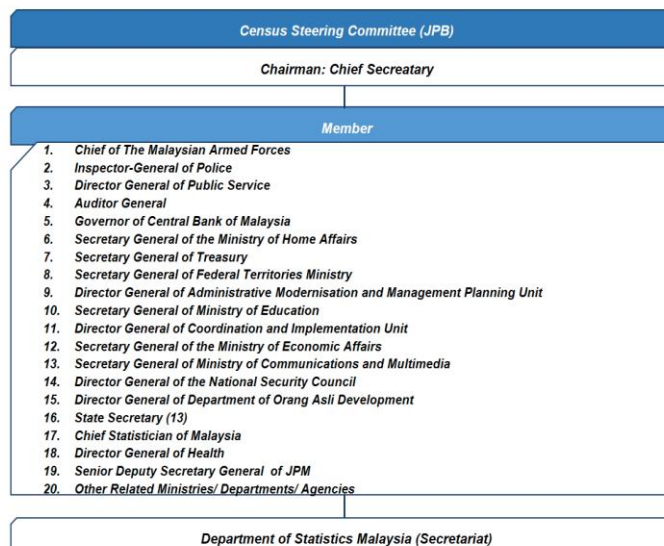 Census Steering Committee (JPB)
Chairman: Chief Secreatary
Member
1. Chief of The Malaysian Armed Forces
2. Inspector-General of Police
3. Director General of Public Service
4. Auditor General
5. Governor of Central Bank of Malaysia
6. Secretary General of the Ministry of Home Affairs
7. Secretary General of Treasury
8. Secretary General of Federal Territories Ministry
9. Director General of Administrative Modernisation and Management Planning Unit
10. Secretary General of Ministry of Education
11. Director General of Coordination and Implementation Unit
12. Secretary General of the Ministry of Economic Affairs
13. Secretary General of Ministry of Communications and Multimedia
14. Director General of the National Security Council
15. Director General of Department of Orang Asli Development
16. State Secretary (13)
17. Chief Statistician of Malaysia
18. Director General of Health
19. Senior Deputy Secretary General of JPM
20. Other Related Ministries/ Departments/ Agencies
Department of Statistics Malaysia (Secretariat)